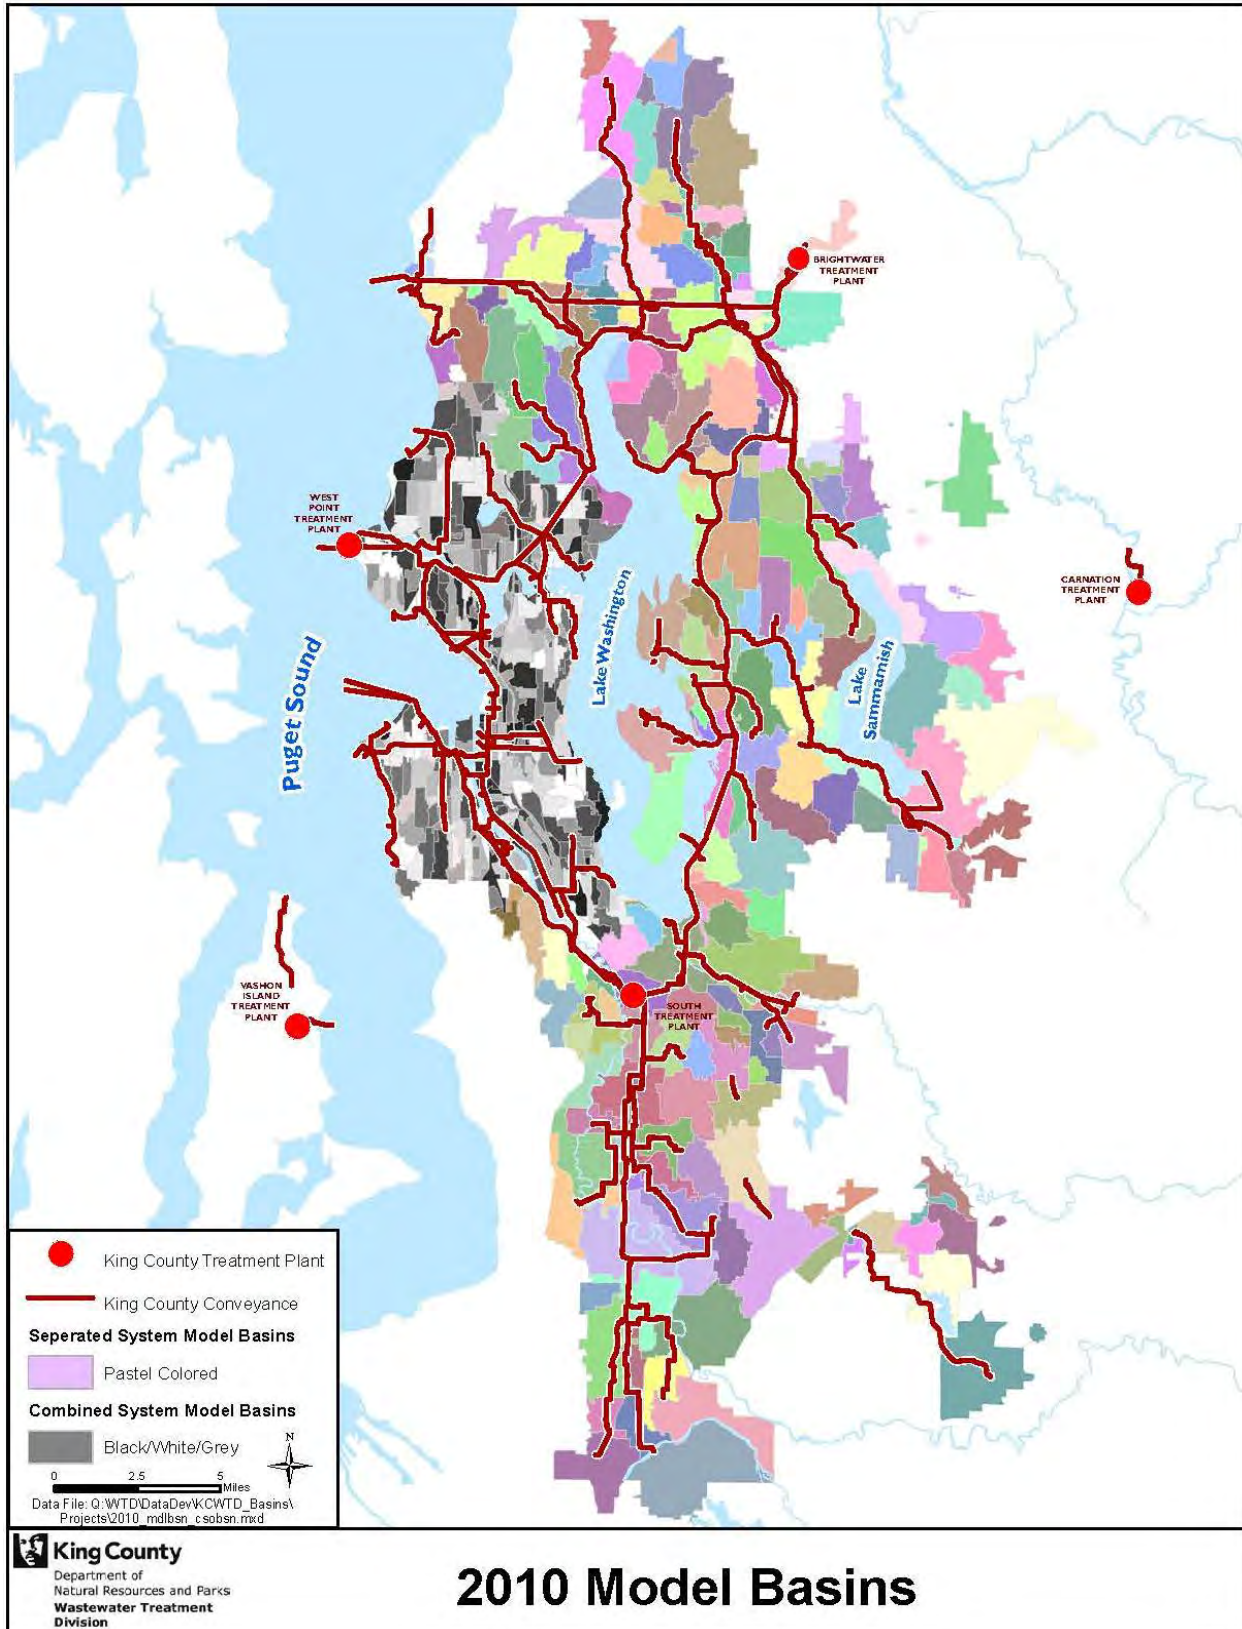 BRIGHTWATER
TREATMENT
PLANT
WEST
POINT
TREATMENT
PLANT
CARNATION
TREATMENT
PLANT
Lake Washington
Puget Sound
Lake
Sammamish
VASHON
ISLAND
TREATMENT
PLANT
SOUTH
TREATMENT
PLANT
King County Treatment Plant
King County Conveyance
Seperated System Model Basins
Pastel Colored
Combined System Model Basins
Black/White/Grey
N
0 2.5 5
Miles
Data File: Q:\WTD\DataDev\KCWTD_Basins\
Projects\2010_mdlbsn_csobsn.mxd
King County
Department of
Natural Resources and Parks
Wastewater Treatment
Division
2010 Model Basins